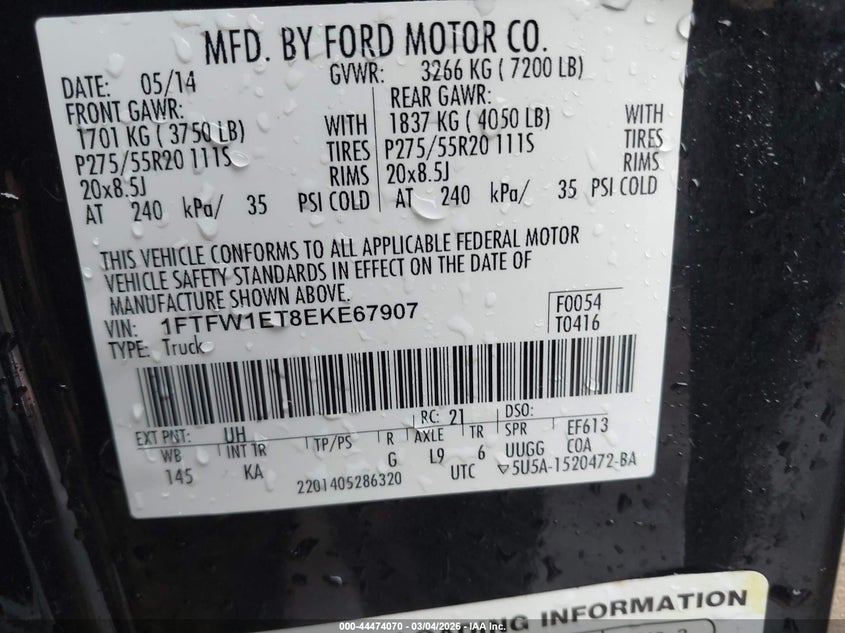 MFD. BY FORD MOTOR CO.
DATE: 05/14 GVWR: 3266 KG ( 7200 LB)
FRONT GAWR: REAR GAWR:
1701 KG ( 3750 LB) WITH 1837 KG ( 4050 LB) WITH
P275/55R20 111S TIRES P275/55R20 111S TIRES
20x8.5J RIMS 20x8.5J RIMS
AT 240 kPa/ 35 PSI COLD AT 240 kPa/ 35 PSI COLD
THIS VEHICLE CONFORMS TO ALL APPLICABLE FEDERAL MOTOR
VEHICLE SAFETY STANDARDS IN EFFECT ON THE DATE OF
MANUFACTURE SHOWN ABOVE.
VIN: 1FTFW1ET8EKE67907 F0054
TYPE: Truck T0416
EXT PNT: UH RC: 21 DSO:
WB INT TR TP/PS R AXLE TR SPR EF613
145 KA G L9 6 UUGG COA
2201405286320 UTC ▽5U5A-1520472-BA
INFORMATION
000-44474070 - 03/04/2026 - IAA Inc.